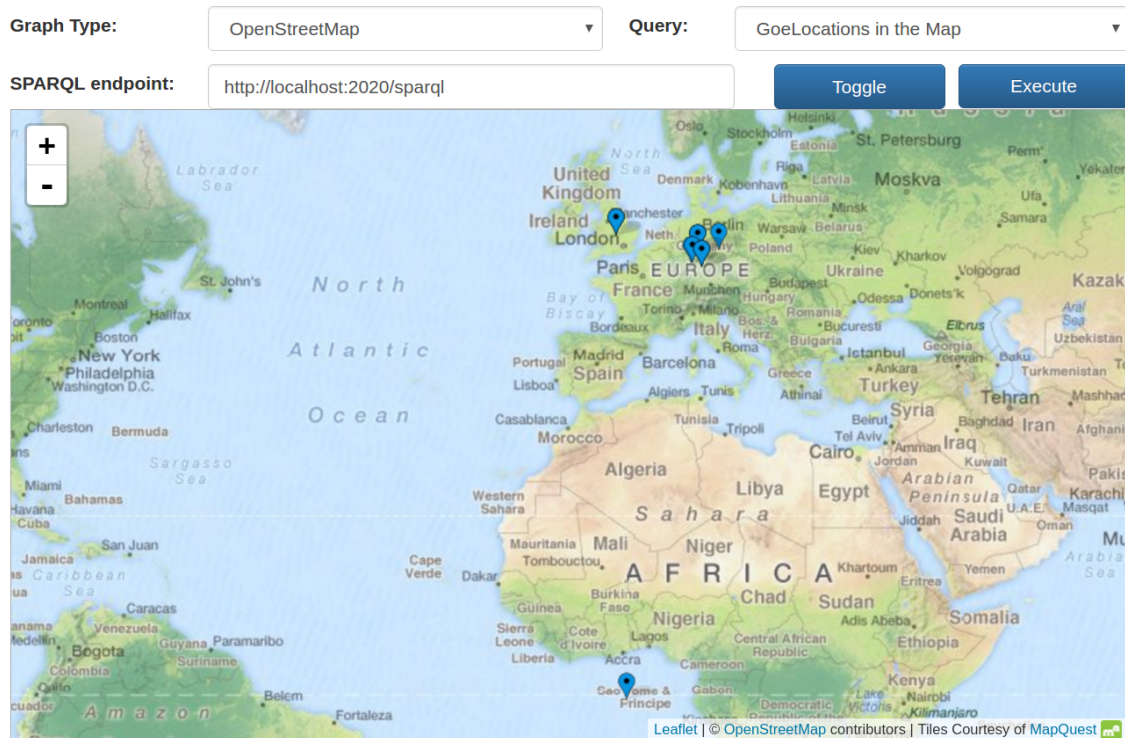 Graph Type:
OpenStreetMap
Query:
GoeLocations in the Map
SPARQL endpoint:
http://localhost:2020/sparql
Toggle
Execute
+
-
Labrador
Sea
Oslo
Stockholm
Helsinki
Estonia
St. Petersburg
North
Sea
Perm'
Riga
Latvia
Moskva
United
Kingdom
Denmark
Kobenhavn
Lithuania
Ufa
Minsk
Samara
Ireland
London
Neth.
Warsaw
Belarus
Poland
Kiev
Kharkov
Paris
EUROPE
Ukraine
Volgograd
St. John's
North
France
Munchen
Budapest
Hungary
Donets'k
Odessa
Bay of
Biscay
Torino
Milano
Romania
Aral
Sea
Montreal
Halifax
Bordeaux
Italy
Bos. &
Herz.
Bucuresti
Elbrus
Bulgaria
Georgia
Uzbekistan
Boston
New York
Atlantic
Roma
Istanbul
Yerevan
Baku
Portugal
Madrid
Barcelona
Ankara
Turkmenistan
Philadelphia
Spain
Greece
Turkey
Washington D.C.
Lisboa
Algiers
Tunis
Athinai
Tehran
Ocean
Casablanca
Tunisia
Tripoli
Beirut
Syria
Baghdad
Iran
Charleston
Bermuda
Morocco
Tel Aviv
Amman
Iraq
Cairo
Jordan
Kuwait
Sargasso
Sea
Algeria
Libya
Egypt
Arabian
Peninsula
Miami
Bahamas
Western
Sahara
Qatar
Karachi
U.A.E.
Masqat
Sahara
Jiddah
Saudi
Arabia
Oman
Cuba
San Juan
Mauritania
Mali
Niger
Jamaica
Cape
Verde
Tombouctou
Yemen
Caribbean
Sea
Dakar
AFRICA
Khartoum
Eritrea
Burkina
Faso
Chad
Sudan
Caracas
Guinea
Nigeria
Adis Abeba
Somalia
Venezuela
Guyana
Paramaribo
Sierra
Leone
Cote
d'Ivoire
Lagos
Central African
Republic
Ethiopia
Bogota
Suriname
Liberia
Accra
Cameroon
Colombia
Kenya
Quito
Belem
Principe
Gabon
Democratic
Lake
Victoria
Nairobi
Amazon
Fortaleza
Kilimanjaro
Leaflet | © OpenStreetMap contributors | Tiles Courtesy of MapQuest